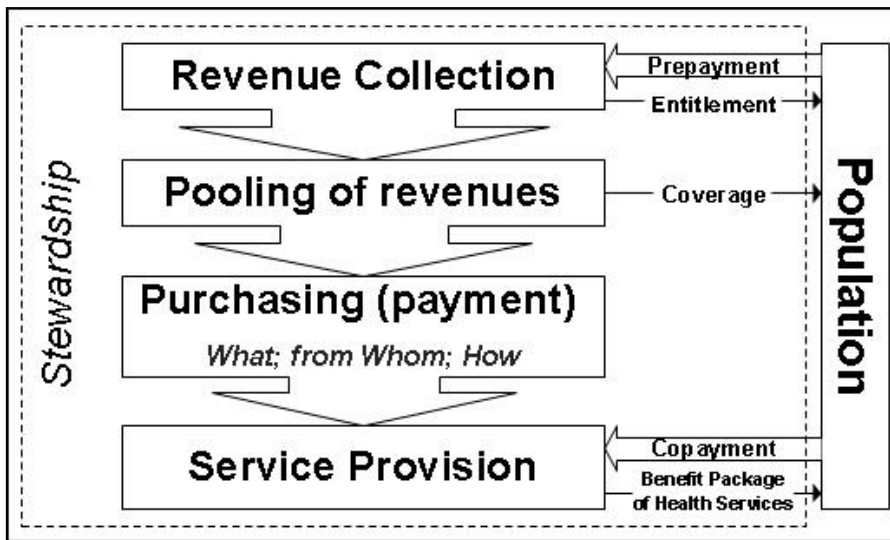 Stewardship
Revenue Collection
Prepayment
Entitlement
Pooling of revenues
Coverage
Purchasing (payment)
What; from Whom; How
Service Provision
Copayment
Benefit Package
of Health Services
Population